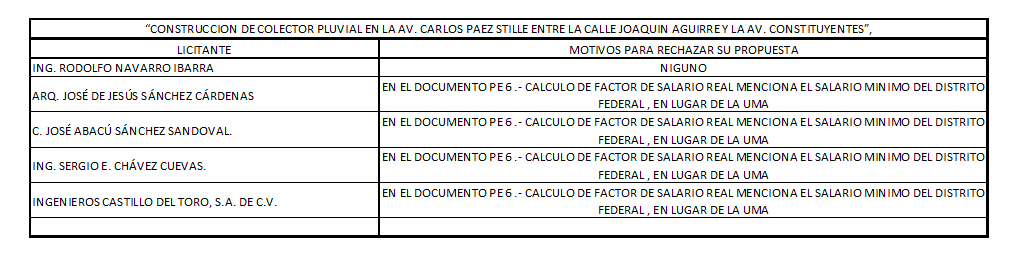 “CONSTRUCCION DE COLECTOR PLUVIAL EN LA AV. CARLOS PAEZ STILLE ENTRE LA CALLE JOAQUIN AGUIRRE Y LA AV. CONSTITUYENTES”,
LICITANTE
MOTIVOS PARA RECHAZAR SU PROPUESTA
ING. RODOLFO NAVARRO IBARRA
NIGUNO
ARQ. JOSÉ DE JESÚS SÁNCHEZ CÁRDENAS
EN EL DOCUMENTO PE 6 .- CALCULO DE FACTOR DE SALARIO REAL MENCIONA EL SALARIO MINIMO DEL DISTRITO
FEDERAL , EN LUGAR DE LA UMA
C. JOSÉ ABACÚ SÁNCHEZ SANDOVAL.
EN EL DOCUMENTO PE 6 .- CALCULO DE FACTOR DE SALARIO REAL MENCIONA EL SALARIO MINIMO DEL DISTRITO
FEDERAL , EN LUGAR DE LA UMA
ING. SERGIO E. CHÁVEZ CUEVAS.
EN EL DOCUMENTO PE 6 .- CALCULO DE FACTOR DE SALARIO REAL MENCIONA EL SALARIO MINIMO DEL DISTRITO
FEDERAL , EN LUGAR DE LA UMA
INGENIEROS CASTILLO DEL TORO, S.A. DE C.V.
EN EL DOCUMENTO PE 6 .- CALCULO DE FACTOR DE SALARIO REAL MENCIONA EL SALARIO MINIMO DEL DISTRITO
FEDERAL , EN LUGAR DE LA UMA